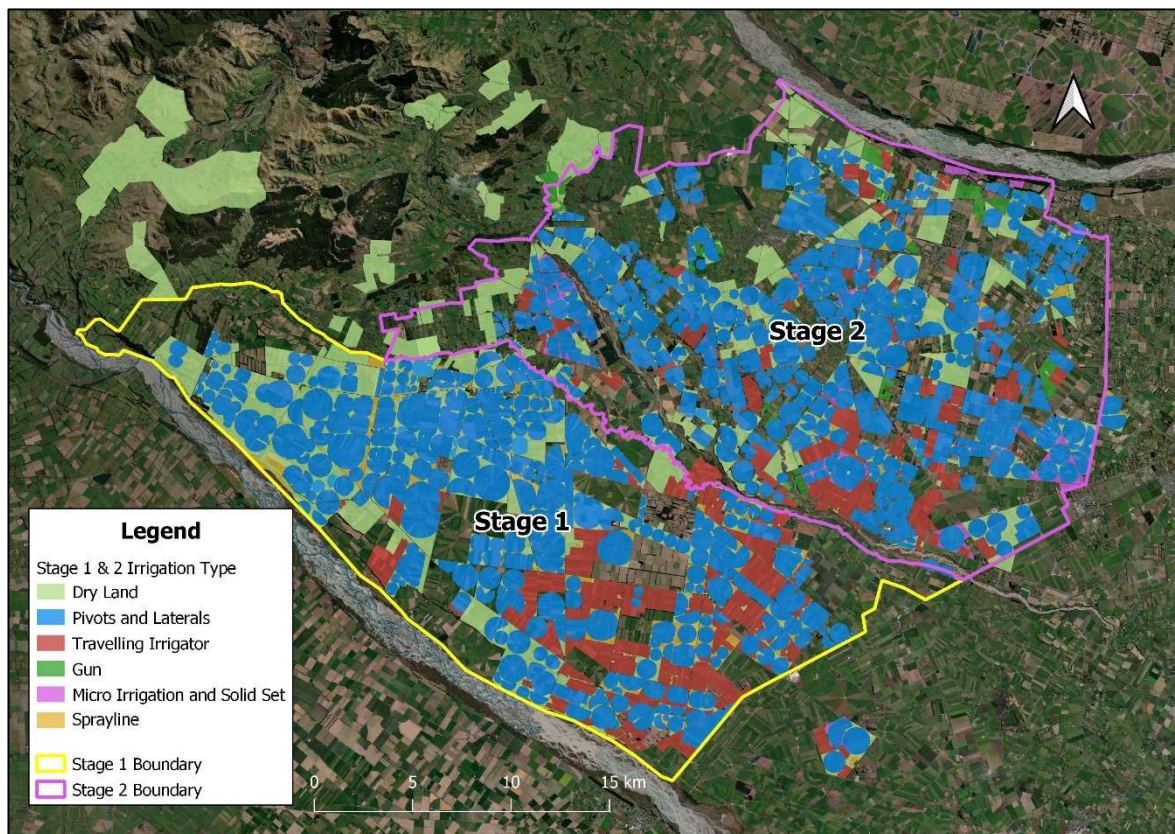 Stage 2
Stage 1
Legend
Stage 1 & 2 Irrigation Type
Dry Land
Pivots and Laterals
Travelling Irrigator
Gun
Micro Irrigation and Solid Set
Sprayline
Stage 1 Boundary
Stage 2 Boundary
0 5 10 15 km